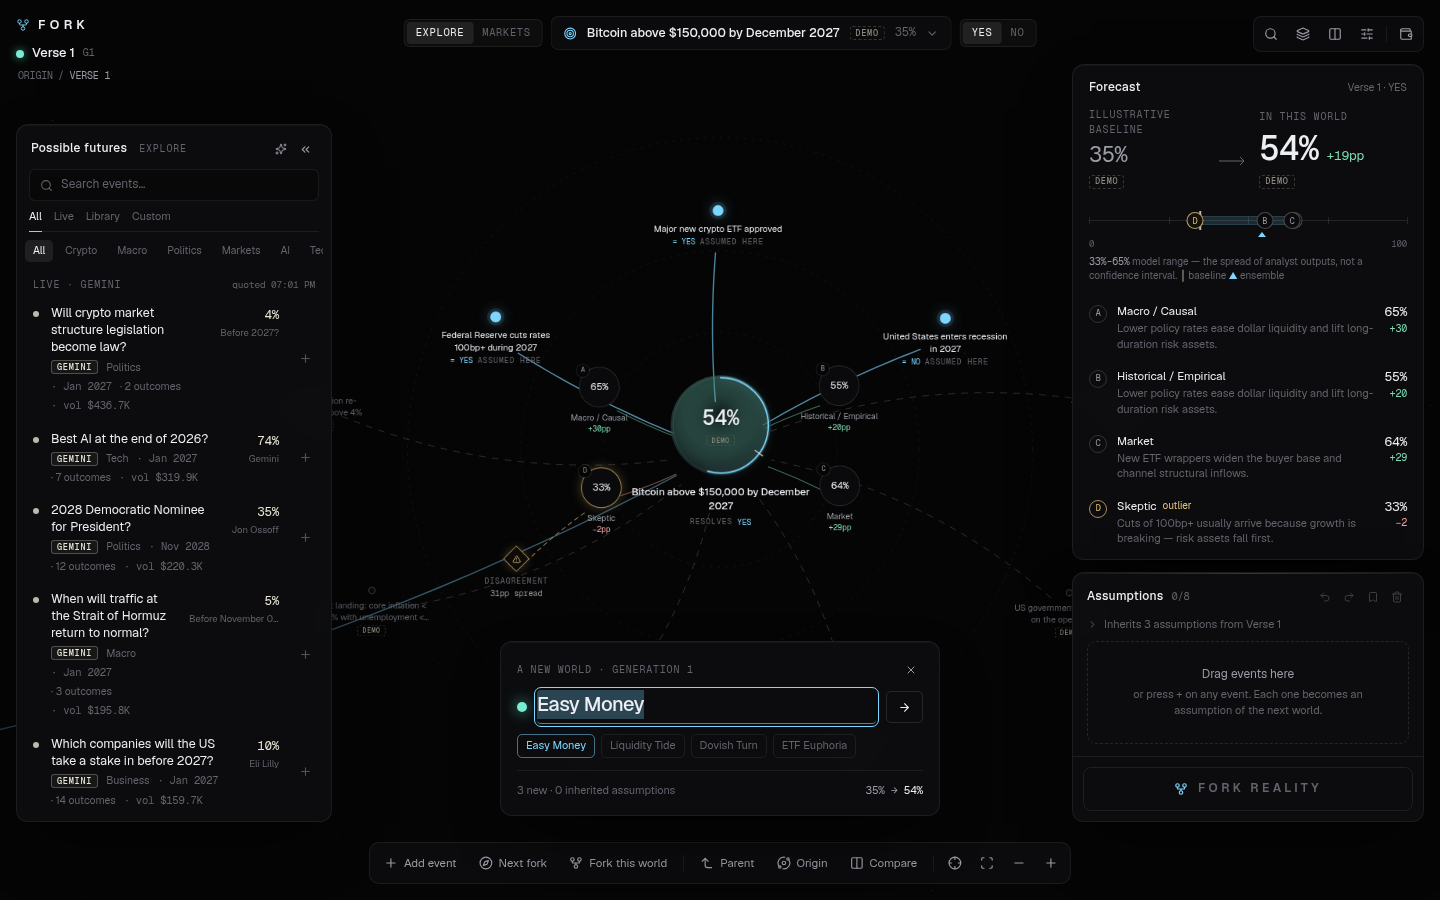 FORK
Verse 1 G1
ORIGIN / VERSE 1
EXPLORE MARKETS
Bitcoin above $150,000 by December 2027 DEMO 35%
YES NO
Possible futures EXPLORE
Search events...
All Live Library Custom
All Crypto Macro Politics Markets AI
LIVE · GEMINI quoted 07:01 PM
Will crypto market 4%
structure legislation Before 2027?
become law?
GEMINI Politics
· Jan 2027 · 2 outcomes
· vol $436.7K
Best AI at the end of 2026? 74%
GEMINI Tech · Jan 2027 Gemini
· 7 outcomes · vol $319.9K
2028 Democratic Nominee 35%
for President? Jon Ossoff
GEMINI Politics · Nov 2028
· 12 outcomes · vol $220.3K
When will traffic at 5%
the Strait of Hormuz Before November 0...
return to normal?
GEMINI Macro
· Jan 2027
· 3 outcomes
· vol $195.8K
Which companies will the US 10%
take a stake in before 2027? Eli Lilly
GEMINI Business · Jan 2027
· 14 outcomes · vol $159.7K
Major new crypto ETF approved
= YES ASSUMED HERE
Federal Reserve cuts rates
100bp+ during 2027
= YES ASSUMED HERE
United States enters recession
in 2027
= NO ASSUMED HERE
A
65%
Macro / Causal
+30pp
B
55%
Historical / Empirical
+20pp
54%
DEMO
D
33%
Skeptic
-2pp
C
64%
Market
+29pp
Bitcoin above $150,000 by December
2027
RESOLVES YES
DISAGREEMENT
31pp spread
landing: core inflation <
% with unemployment <...
DEMO
US government
on the ope
A NEW WORLD · GENERATION 1
Easy Money
Easy Money Liquidity Tide Dovish Turn ETF Euphoria
3 new · 0 inherited assumptions 35% → 54%
Add event Next fork Fork this world Parent Origin Compare
Forecast Verse 1 · YES
ILLUSTRATIVE
BASELINE
35%
DEMO
IN THIS WORLD
54% +19pp
DEMO
D B C
0 100
33%–65% model range — the spread of analyst outputs, not a
confidence interval. | baseline ▲ ensemble
A Macro / Causal 65%
Lower policy rates ease dollar liquidity and lift long- +30
duration risk assets.
B Historical / Empirical 55%
Lower policy rates ease dollar liquidity and lift long- +20
duration risk assets.
C Market 64%
New ETF wrappers widen the buyer base and +29
channel structural inflows.
D Skeptic outlier 33%
Cuts of 100bp+ usually arrive because growth is −2
breaking — risk assets fall first.
Assumptions 0/8
Inherits 3 assumptions from Verse 1
Drag events here
or press + on any event. Each one becomes an
assumption of the next world.
FORK REALITY